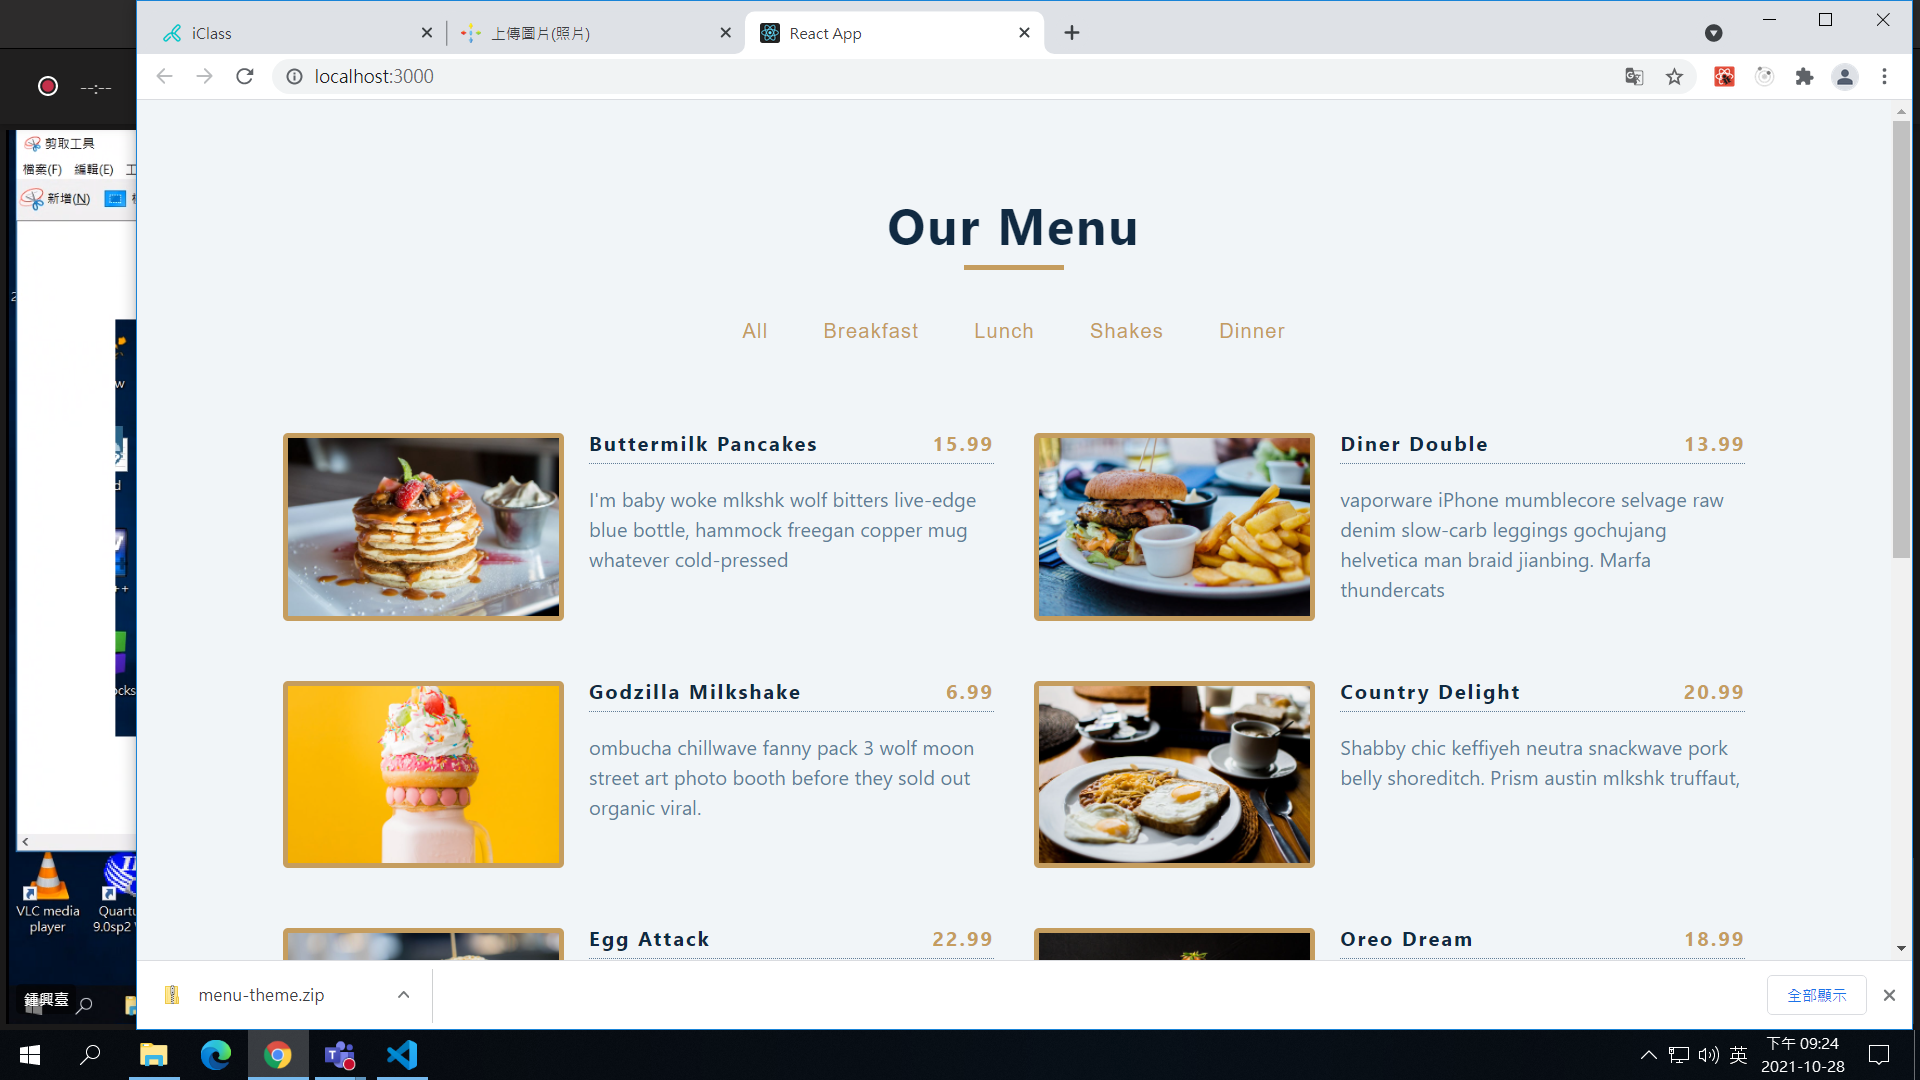 iClass
上傳圖片(照片)
React App
localhost:3000
--:--
剪取工具
檔案(F) 編輯(E) 工
新增(N)
Our Menu
All Breakfast Lunch Shakes Dinner
Buttermilk Pancakes 15.99
I'm baby woke mlkshk wolf bitters live-edge
blue bottle, hammock freegan copper mug
whatever cold-pressed
Diner Double 13.99
vaporware iPhone mumblecore selvage raw
denim slow-carb leggings gochujang
helvetica man braid jianbing. Marfa
thundercats
Godzilla Milkshake 6.99
ombucha chillwave fanny pack 3 wolf moon
street art photo booth before they sold out
organic viral.
Country Delight 20.99
Shabby chic keffiyeh neutra snackwave pork
belly shoreditch. Prism austin mlkshk truffaut,
Egg Attack 22.99
Oreo Dream 18.99
VLC media
player
Quartu
9.0sp2
鍾興臺
menu-theme.zip
全部顯示
英
下午 09:24
2021-10-28